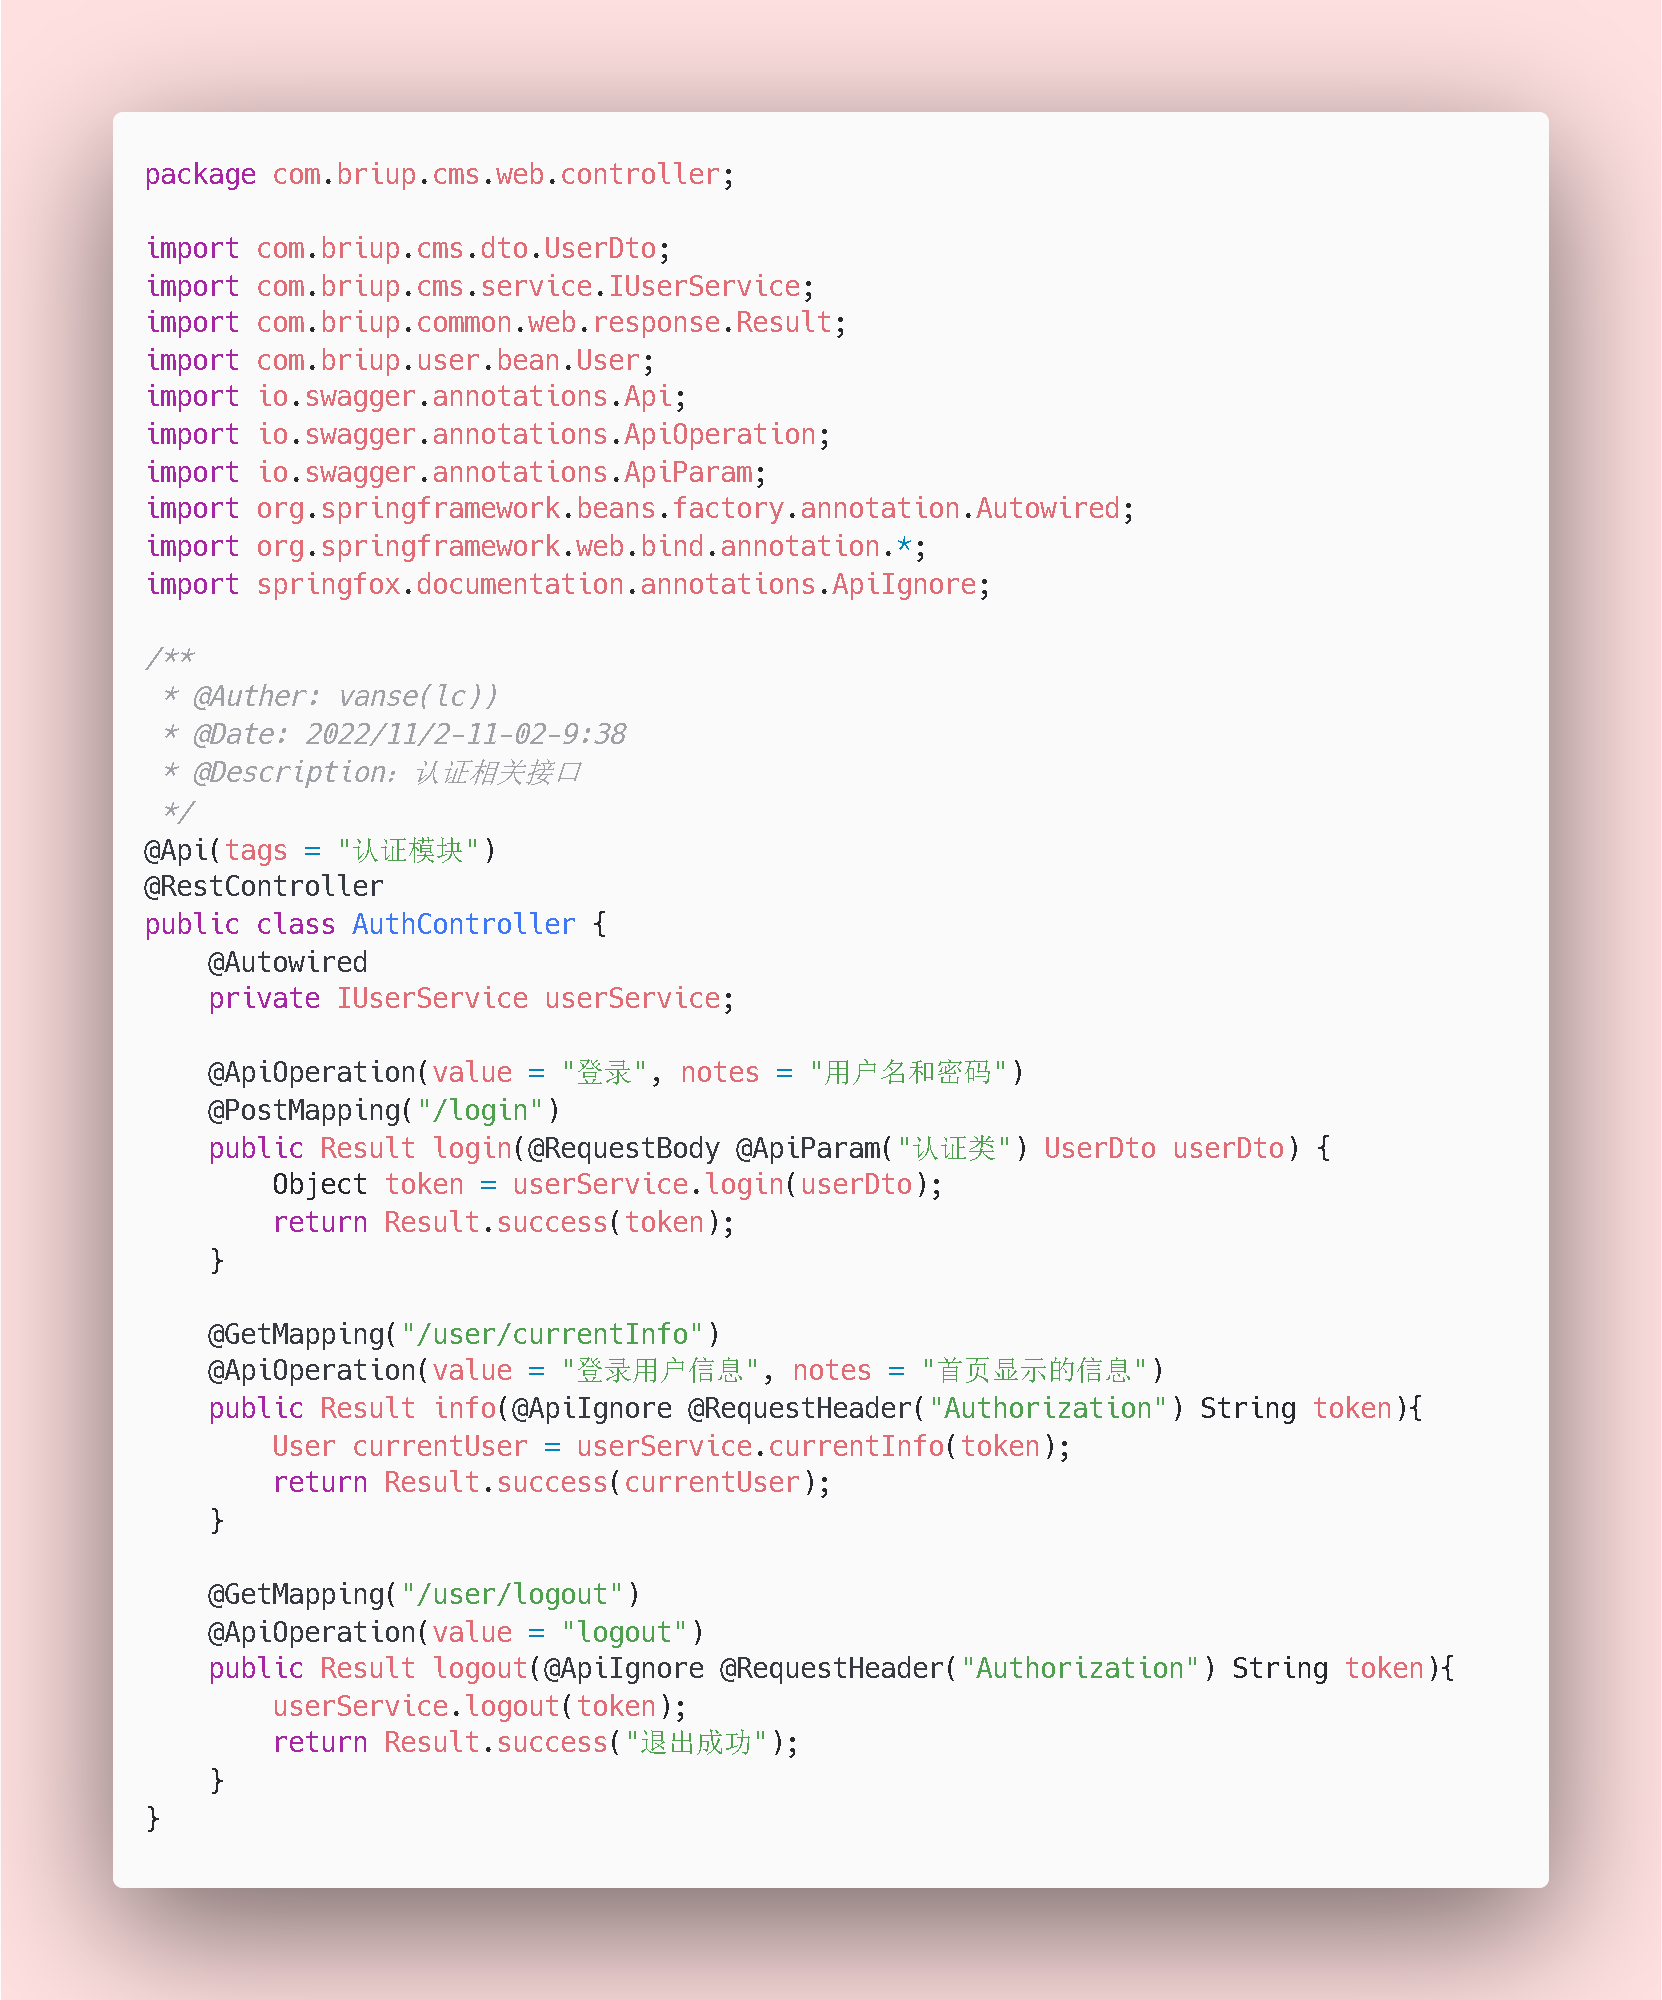 package com.briup.cms.web.controller;

import com.briup.cms.dto.UserDto;
import com.briup.cms.service.IUserService;
import com.briup.common.web.response.Result;
import com.briup.user.bean.User;
import io.swagger.annotations.Api;
import io.swagger.annotations.ApiOperation;
import io.swagger.annotations.ApiParam;
import org.springframework.beans.factory.annotation.Autowired;
import org.springframework.web.bind.annotation.*;
import springfox.documentation.annotations.ApiIgnore;

/**
 * @Auther: vanse(lc))
 * @Date: 2022/11/2-11-02-9:38
 * @Description：认证相关接口
 */
@Api(tags = "认证模块")
@RestController
public class AuthController {
    @Autowired
    private IUserService userService;

    @ApiOperation(value = "登录", notes = "用户名和密码")
    @PostMapping("/login")
    public Result login(@RequestBody @ApiParam("认证类") UserDto userDto) {
        Object token = userService.login(userDto);
        return Result.success(token);
    }

    @GetMapping("/user/currentInfo")
    @ApiOperation(value = "登录用户信息", notes = "首页显示的信息")
    public Result info(@ApiIgnore @RequestHeader("Authorization") String token){
        User currentUser = userService.currentInfo(token);
        return Result.success(currentUser);
    }

    @GetMapping("/user/logout")
    @ApiOperation(value = "logout")
    public Result logout(@ApiIgnore @RequestHeader("Authorization") String token){
        userService.logout(token);
        return Result.success("退出成功");
    }
}